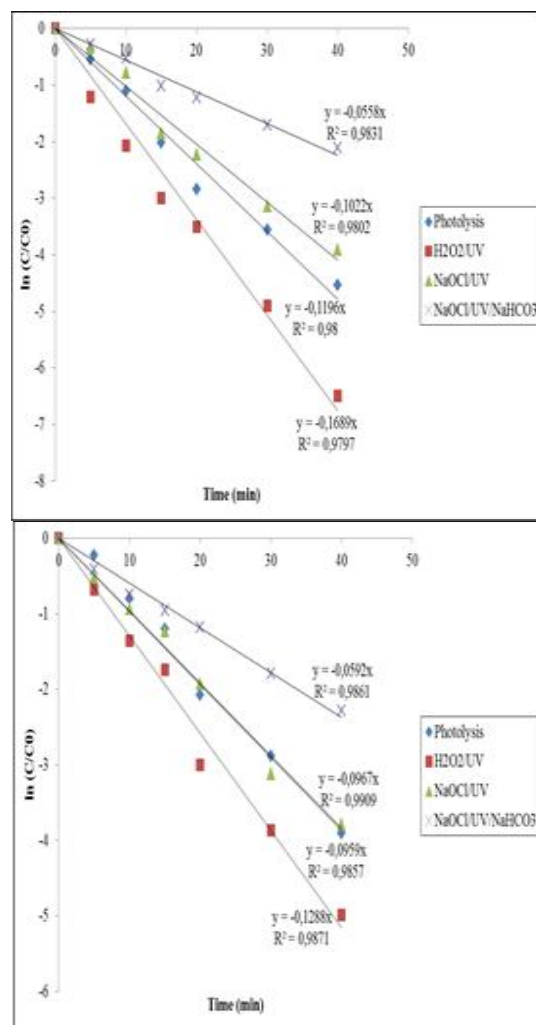 0
0
10
20
30
40
50
-1
-2
-3
-4
-5
-6
-7
-8
ln (C/C0)
Time (min)
y = -0,0558x
R² = 0,9831
y = -0,1022x
R² = 0,9802
y = -0,1196x
R² = 0,98
y = -0,1689x
R² = 0,9797
Photolysis
H2O2/UV
NaOCl/UV
NaOCl/UV/NaHCO3
0
0
10
20
30
40
50
-1
-2
-3
-4
-5
-6
ln (C/C0)
Time (min)
y = -0,0592x
R² = 0,9861
y = -0,0967x
R² = 0,9909
y = -0,0959x
R² = 0,9857
y = -0,1288x
R² = 0,9871
Photolysis
H2O2/UV
NaOCl/UV
NaOCl/UV/NaHCO3